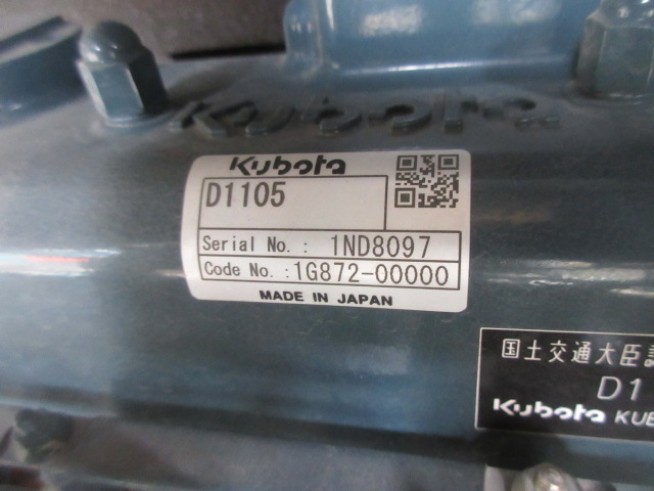 Kubota
Kubota
D1105
Serial No.: 1ND8097
Code No.:1G872-00000
MADE IN JAPAN
国土交通大臣
D1
Kubota KUB